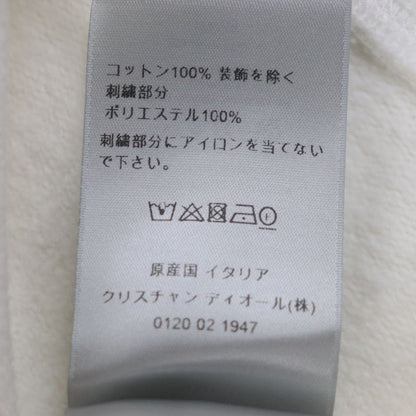 コットン100% 装飾を除く
刺繍部分
ポリエステル100%
刺繍部分にアイロンを当てない
で下さい。
原産国 イタリア
クリスチャン ディオール(株)
0120 02 1947